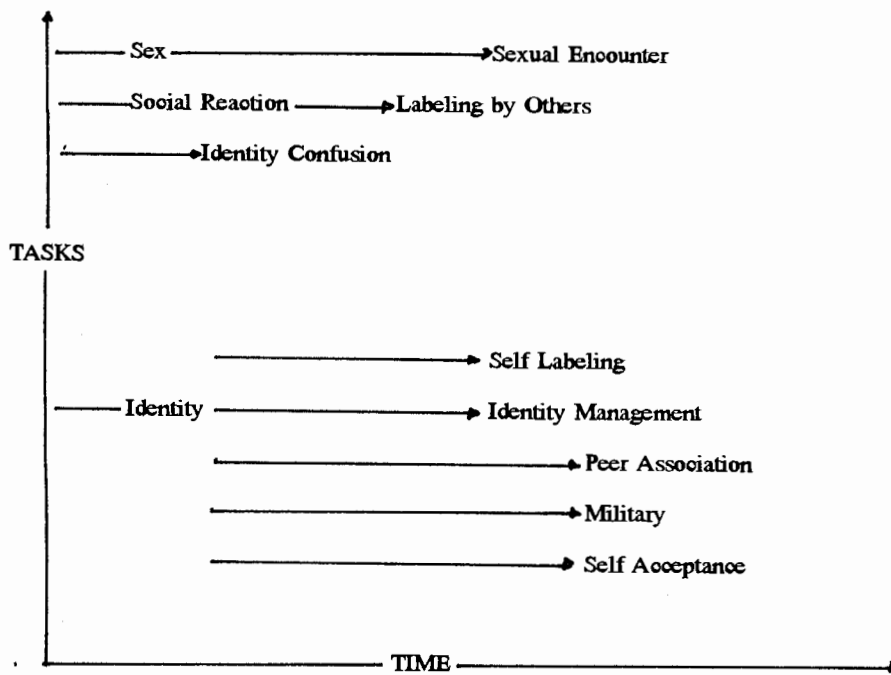 Sex Sexual Encounter
Social Reaction Labeling by Others
Identity Confusion
TASKS
Self Labeling
Identity Identity Management
Peer Association
Military
Self Acceptance
TIME